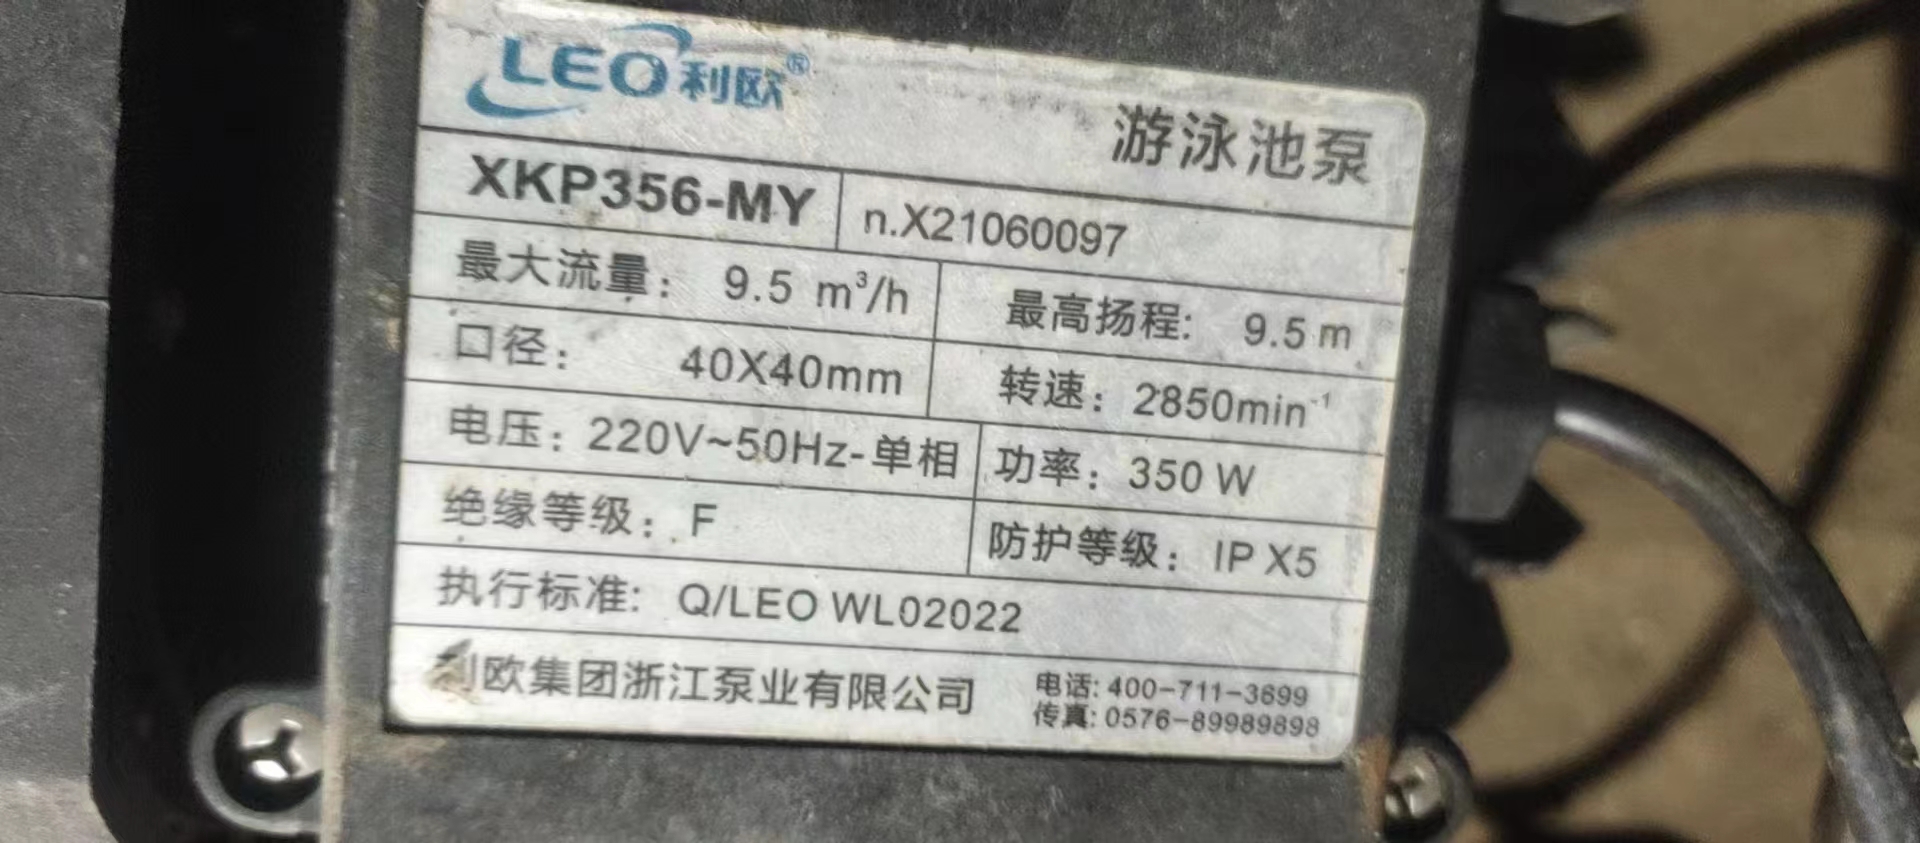 LEO利欧®
游泳池泵
XKP356-MY n.X21060097
最大流量: 9.5 m³/h 最高扬程: 9.5 m
口径: 40X40mm 转速: 2850min⁻¹
电压: 220V~50Hz-单相 功率: 350 W
绝缘等级: F 防护等级: IP X5
执行标准: Q/LEO WL02022
利欧集团浙江泵业有限公司 电话: 400-711-3699
传真: 0576-89989898